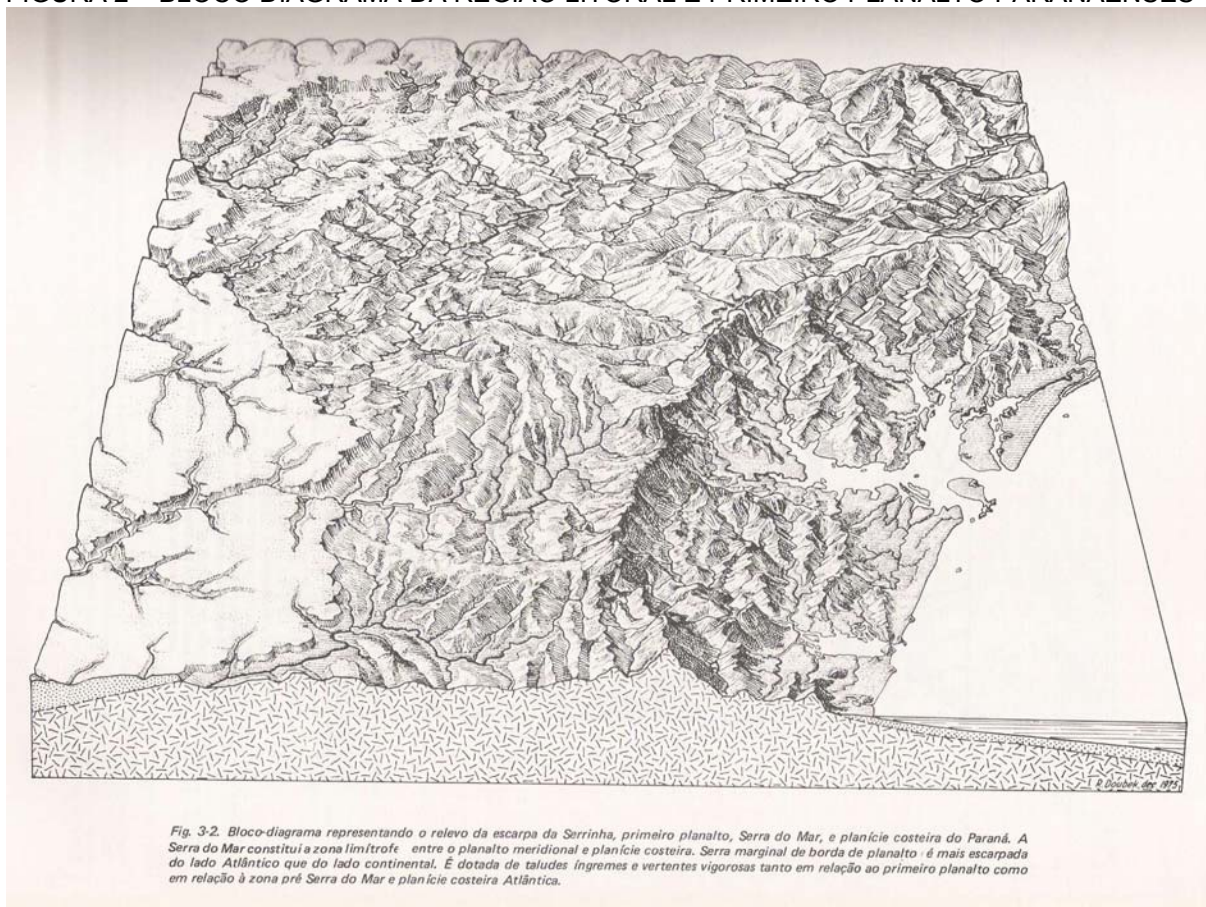 FIGURA 2 – BLOCO DIAGRAMA DA REGIÃO LITORAL E PRIMEIRO PLANALTO PARANAENSES
R. Doubek dez 1975
Fig. 3-2. Bloco-diagrama representando o relevo da escarpa da Serrinha, primeiro planalto, Serra do Mar, e planície costeira do Paraná. A
Serra do Mar constitui a zona limítrofe entre o planalto meridional e planície costeira. Serra marginal de borda de planalto é mais escarpada
do lado Atlântico que do lado continental. É dotada de taludes íngremes e vertentes vigorosas tanto em relação ao primeiro planalto como
em relação à zona pré Serra do Mar e planície costeira Atlântica.